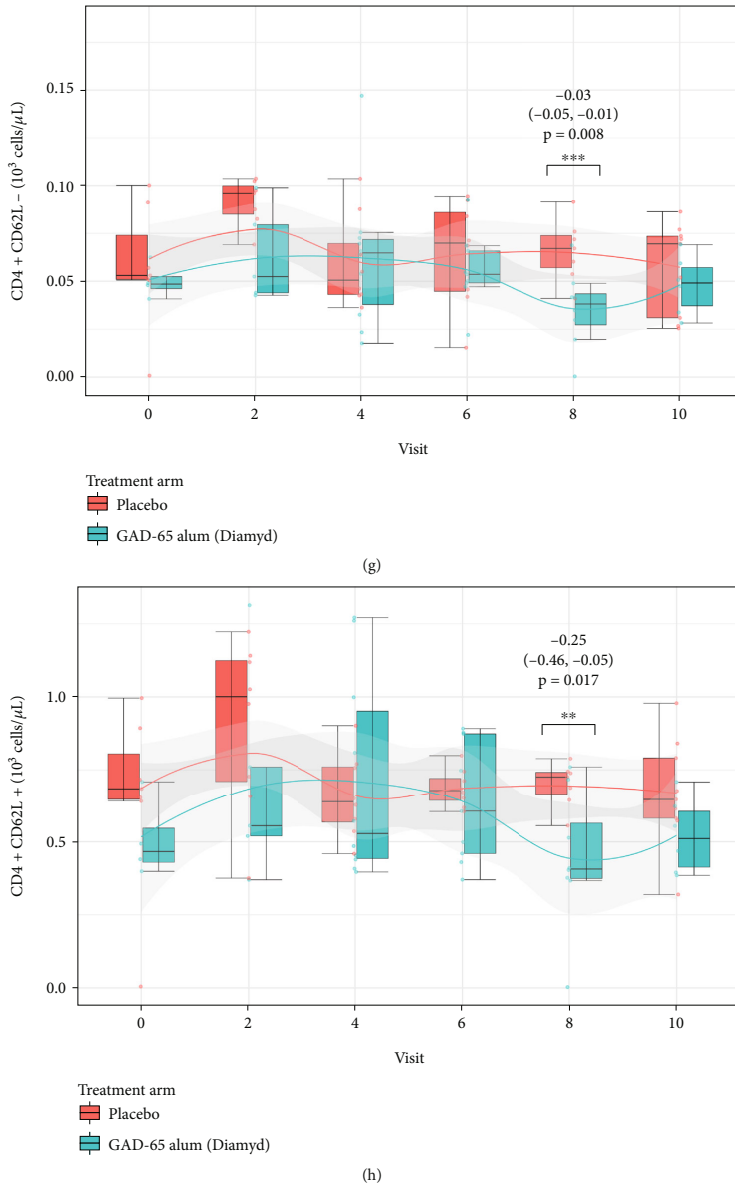 0.15
0.10
0.05
0.00
CD4 + CD62L – (10³ cells/μL)
–0.03
(–0.05, –0.01)
p = 0.008
***
0 2 4 6 8 10
Visit
Treatment arm
Placebo
GAD-65 alum (Diamyd)
(g)
1.0
0.5
0.0
CD4 + CD62L + (10³ cells/μL)
–0.25
(–0.46, –0.05)
p = 0.017
**
0 2 4 6 8 10
Visit
Treatment arm
Placebo
GAD-65 alum (Diamyd)
(h)